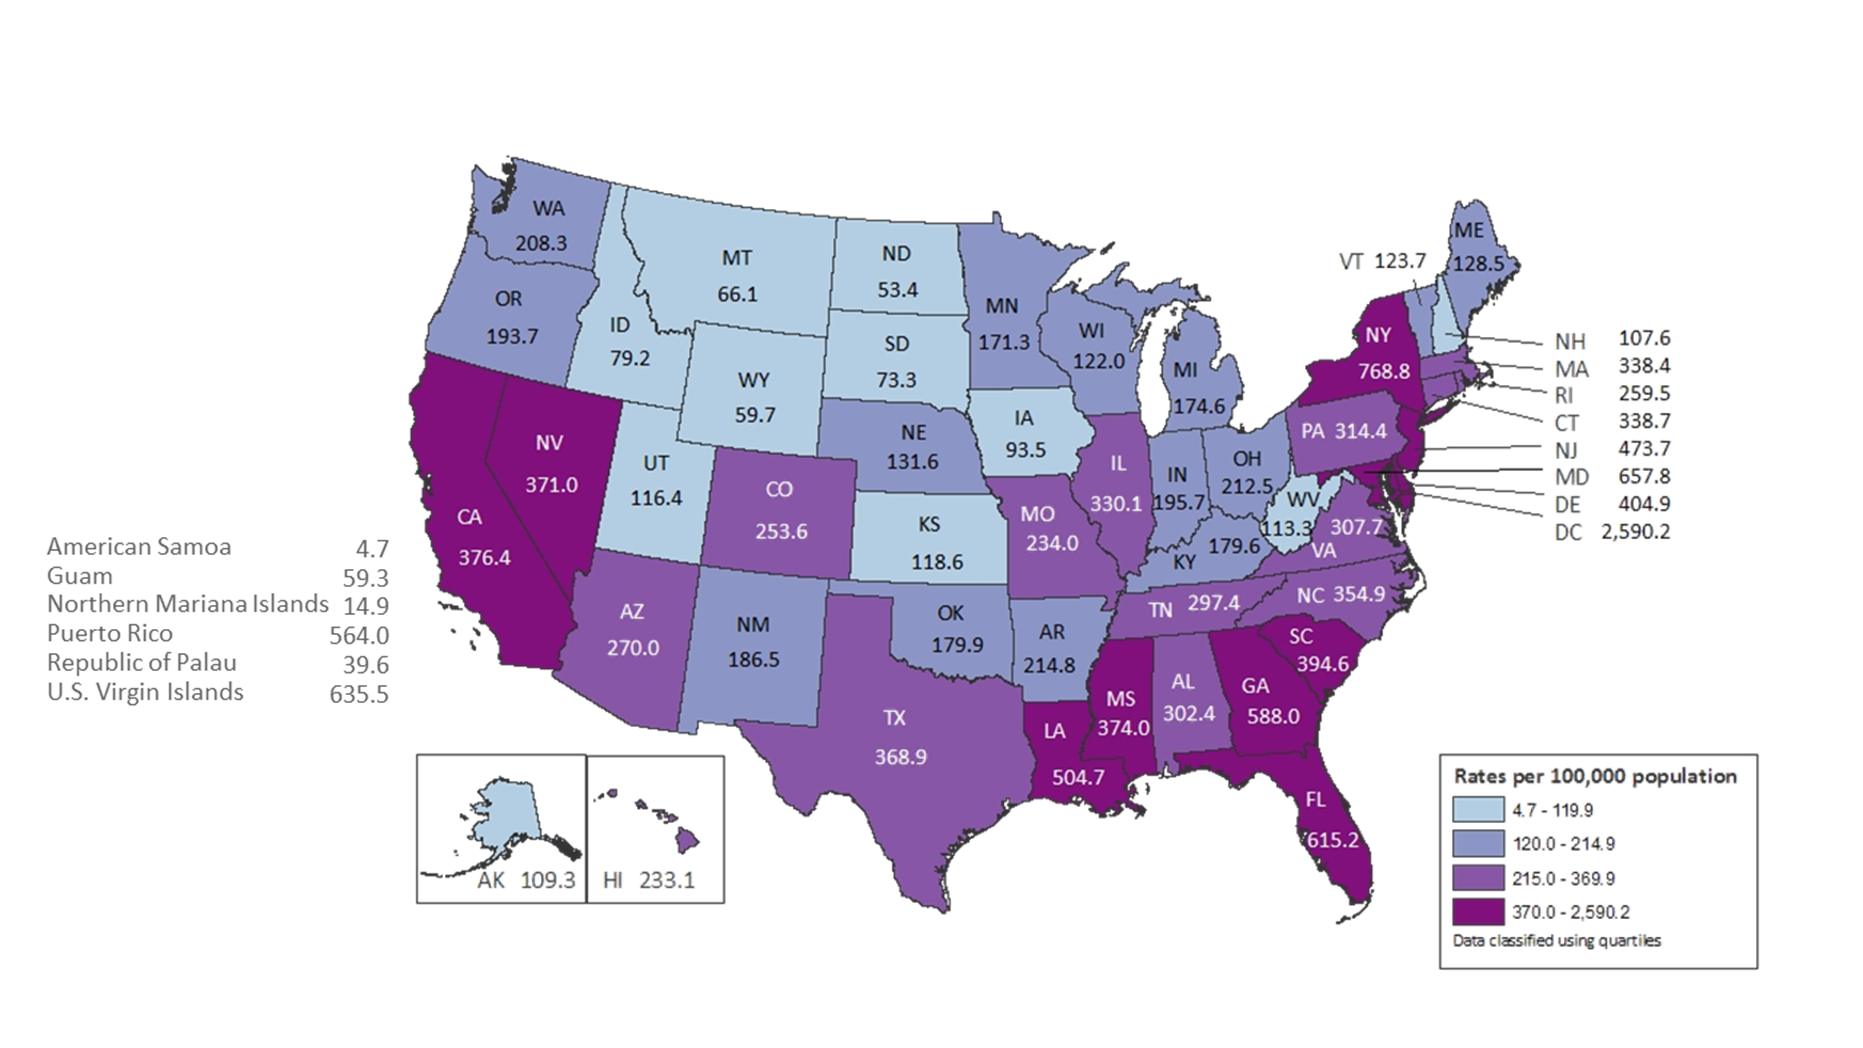 WA
208.3
OR
193.7
CA
376.4
NV
371.0
ID
79.2
MT
66.1
WY
59.7
UT
116.4
AZ
270.0
CO
253.6
NM
186.5
ND
53.4
SD
73.3
NE
131.6
KS
118.6
OK
179.9
TX
368.9
MN
171.3
IA
93.5
MO
234.0
AR
214.8
LA
504.7
WI
122.0
IL
330.1
MI
174.6
IN
195.7
OH
212.5
KY 179.6
TN 297.4
MS
374.0
AL
302.4
GA
588.0
FL
615.2
SC
394.6
NC 354.9
VA
307.7
WV
113.3
PA 314.4
NY
768.8
VT 123.7
ME
128.5
NH 107.6
MA 338.4
RI 259.5
CT 338.7
NJ 473.7
MD 657.8
DE 404.9
DC 2,590.2
American Samoa 4.7
Guam 59.3
Northern Mariana Islands 14.9
Puerto Rico 564.0
Republic of Palau 39.6
U.S. Virgin Islands 635.5
AK 109.3
HI 233.1
Rates per 100,000 population
4.7 - 119.9
120.0 - 214.9
215.0 - 369.9
370.0 - 2,590.2
Data classified using quartiles